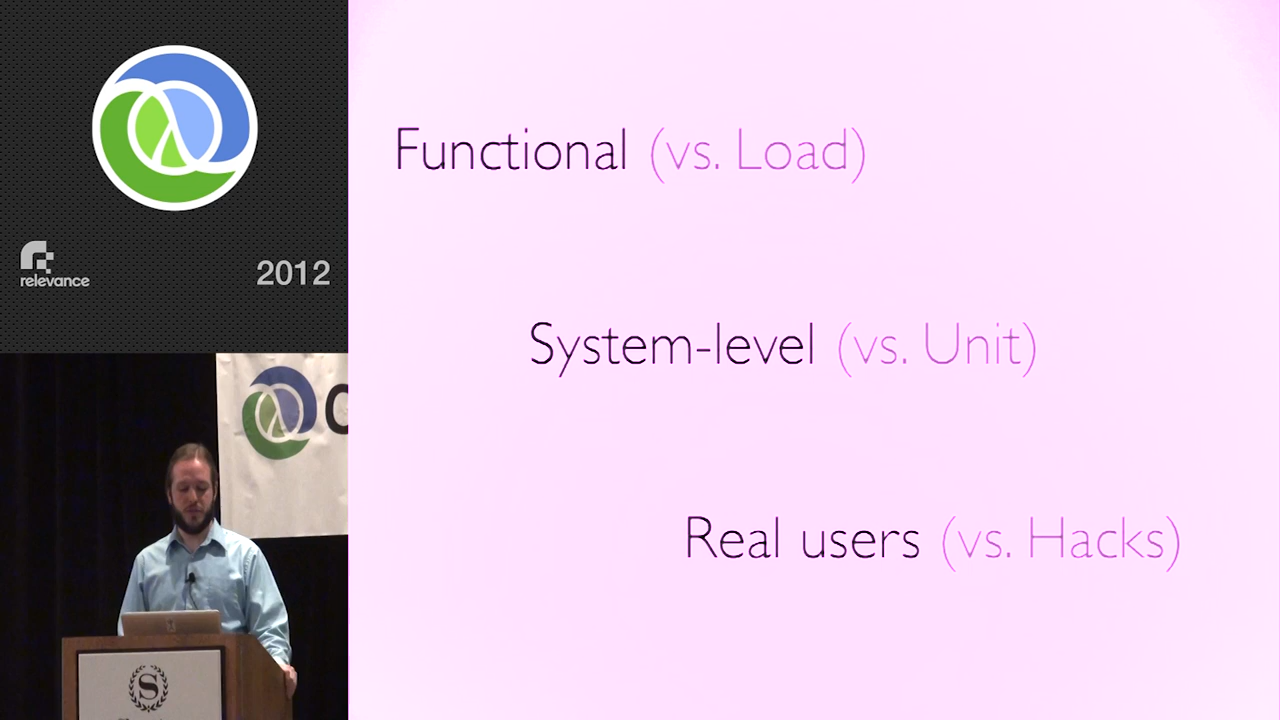 relevance
2012
Functional (vs. Load)
System-level (vs. Unit)
Real users (vs. Hacks)
C
S